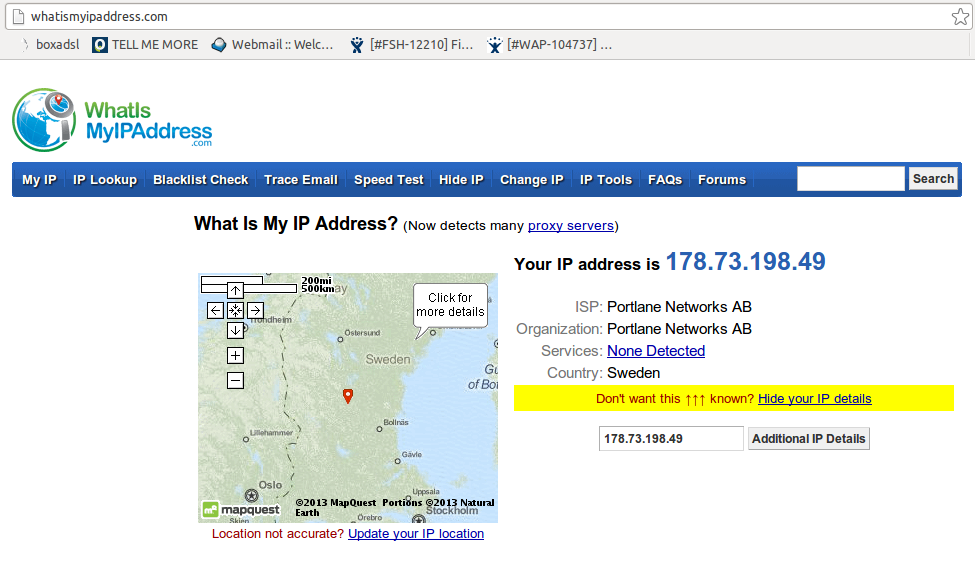 whatismyipaddress.com
boxadsl TELL ME MORE Webmail :: Welc... [#FSH-12210] Fi... [#WAP-104737] ...
WhatIs
MyIPAddress
.com
My IP IP Lookup Blacklist Check Trace Email Speed Test Hide IP Change IP IP Tools FAQs Forums Search
What Is My IP Address? (Now detects many proxy servers)
Your IP address is 178.73.198.49
200mi
500km
Click for
more details
Trondheim
Östersund
Sweden
Gu
of Bot
Bollnäs
Lillehammer
Gävle
Oslo
Uppsala
Stockholm
Örebro
Skien
mapquest
©2013 MapQuest Portions ©2013 Natural
Earth
Location not accurate? Update your IP location
ISP: Portlane Networks AB
Organization: Portlane Networks AB
Services: None Detected
Country: Sweden
Don't want this ↑↑↑ known? Hide your IP details
178.73.198.49 Additional IP Details